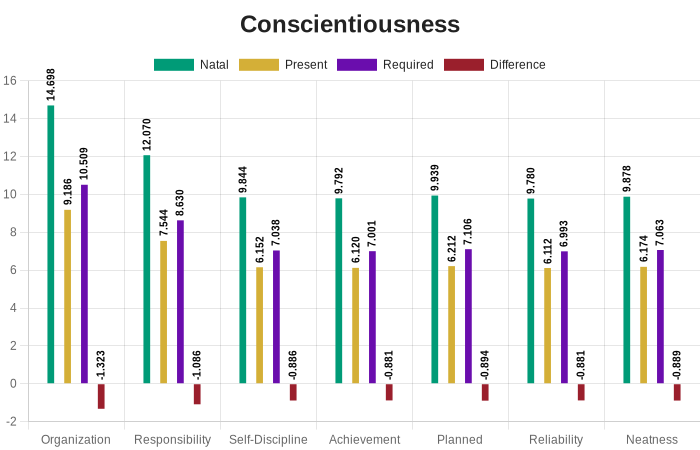 Conscientiousness
Natal Present Required Difference
16
14
12
10
8
6
4
2
0
-2
14.698 9.186 10.509 -1.323
12.070 7.544 8.630 -1.086
9.844 6.152 7.038 -0.886
9.792 6.120 7.001 -0.881
9.939 6.212 7.106 -0.894
9.780 6.112 6.993 -0.881
9.878 6.174 7.063 -0.889
Organization Responsibility Self-Discipline Achievement Planned Reliability Neatness